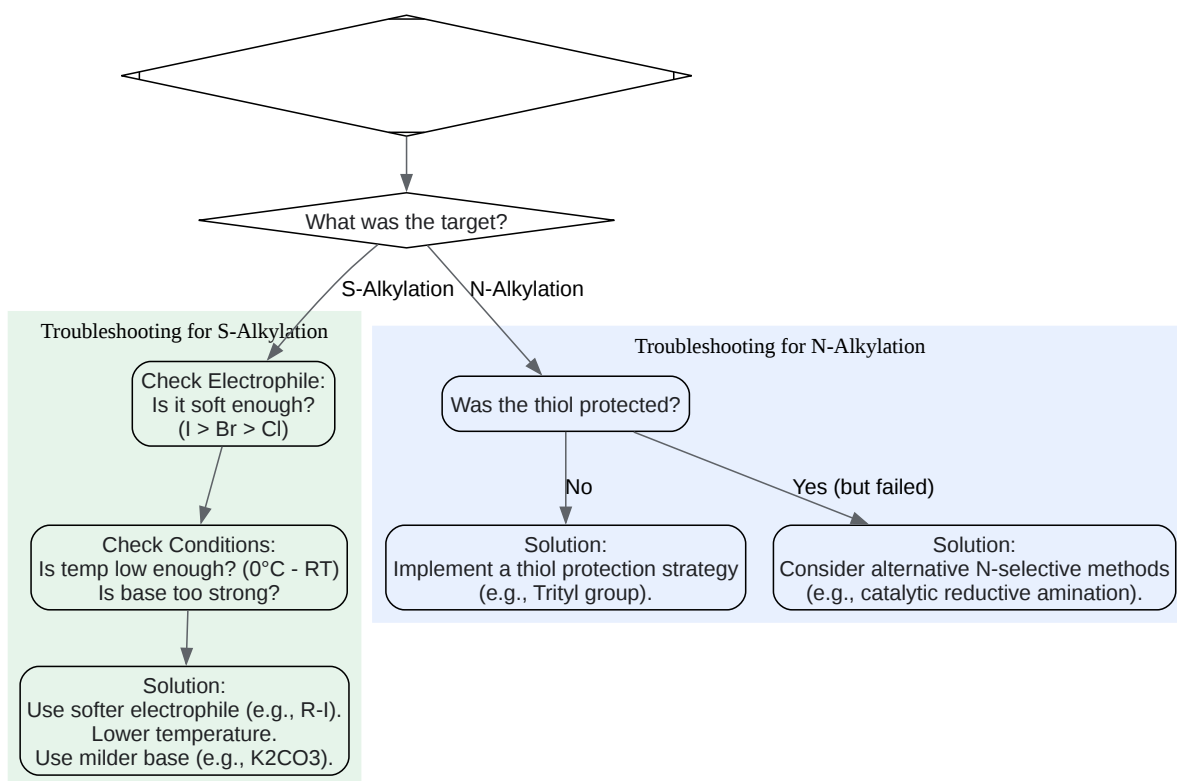 What was the target?
S-Alkylation
N-Alkylation
Troubleshooting for S-Alkylation
Check Electrophile:
Is it soft enough?
(I > Br > Cl)
Check Conditions:
Is temp low enough? (0°C - RT)
Is base too strong?
Solution:
Use softer electrophile (e.g., R-I).
Lower temperature.
Use milder base (e.g., K2CO3).
Troubleshooting for N-Alkylation
Was the thiol protected?
No
Yes (but failed)
Solution:
Implement a thiol protection strategy
(e.g., Trityl group).
Solution:
Consider alternative N-selective methods
(e.g., catalytic reductive amination).